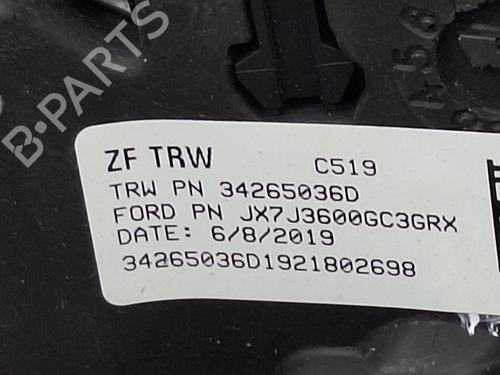 B-PARTS
ZF TRW C519
TRW PN 34265036D
FORD PN JX7J3600GC3GRX
DATE: 6/8/2019
34265036D1921802698